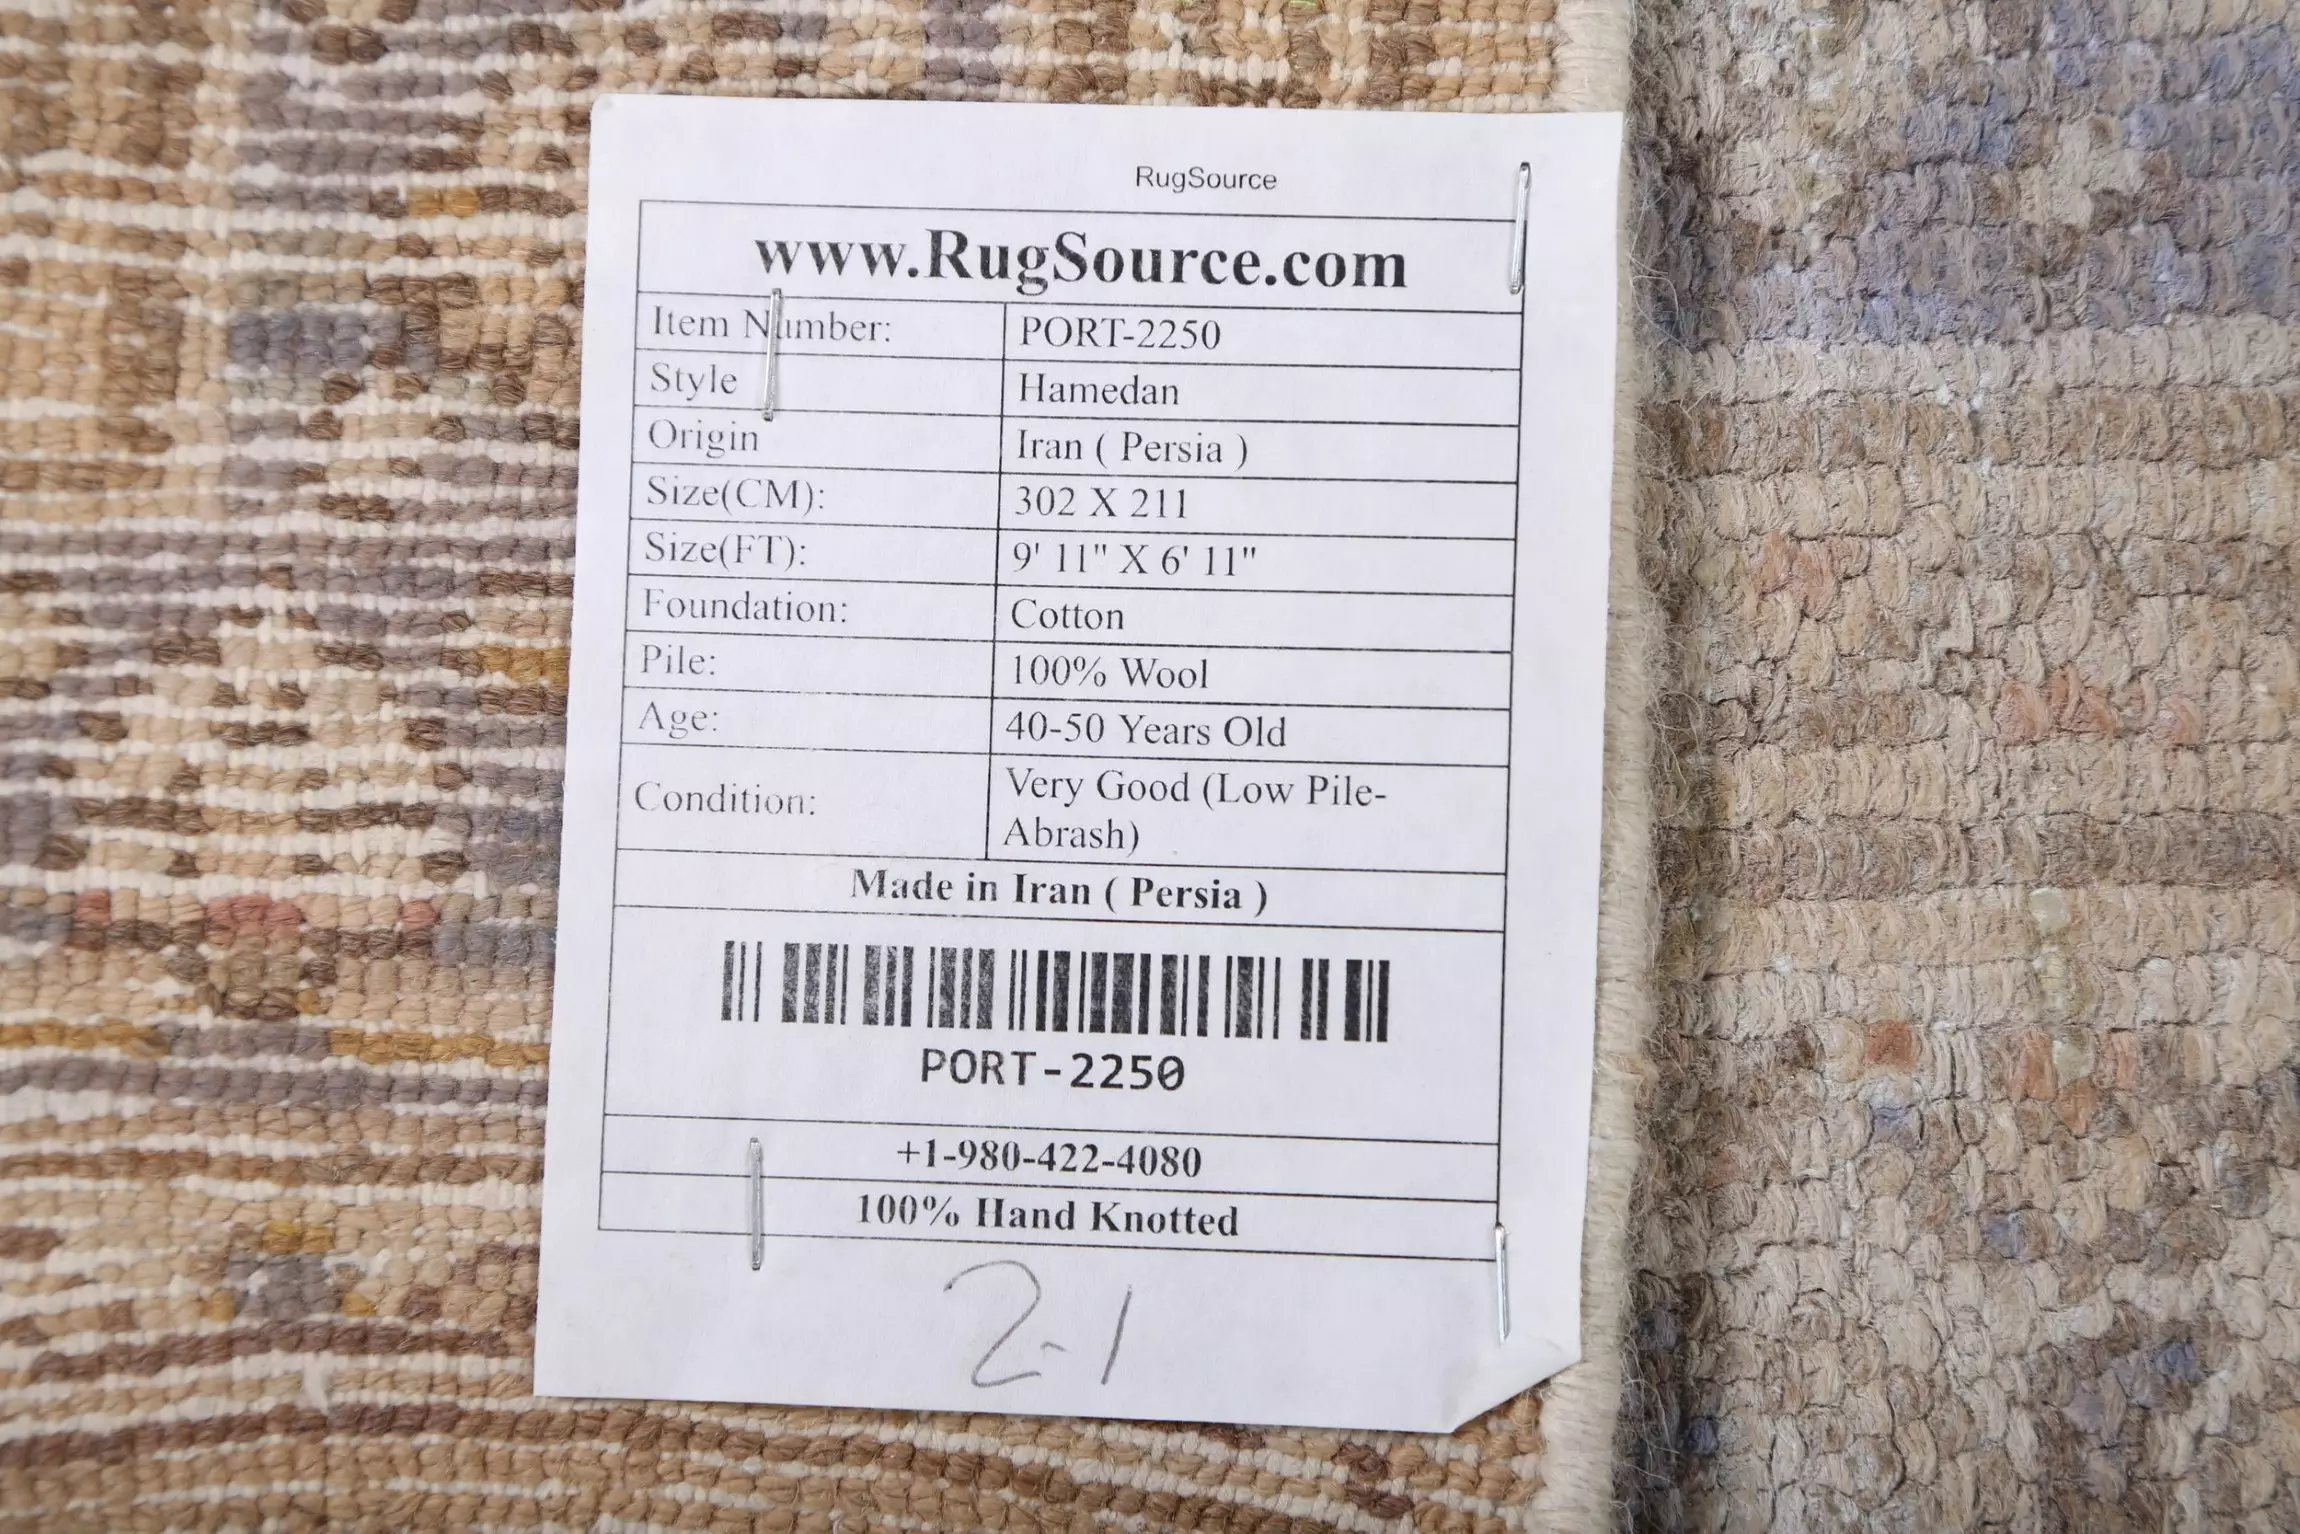 RugSource
www.RugSource.com
Item Number: PORT-2250
Style Hamedan
Origin Iran ( Persia )
Size(CM): 302 X 211
Size(FT): 9' 11" X 6' 11"
Foundation: Cotton
Pile: 100% Wool
Age: 40-50 Years Old
Condition: Very Good (Low Pile-
Abrash)
Made in Iran ( Persia )
PORT-2250
+1-980-422-4080
100% Hand Knotted
2-1